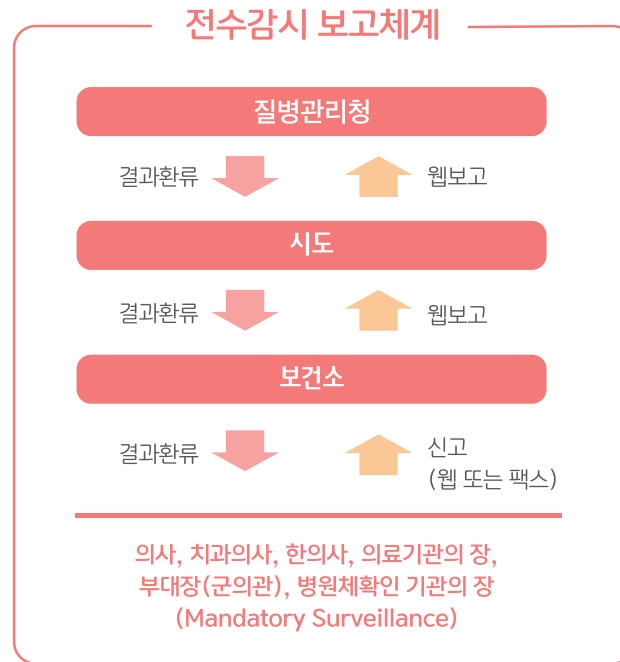 전수감시 보고체계
질병관리청
결과환류 웹보고
시도
결과환류 웹보고
보건소
결과환류 신고
(웹 또는 팩스)
의사, 치과의사, 한의사, 의료기관의 장,
부대장(군의관), 병원체확인 기관의 장
(Mandatory Surveillance)